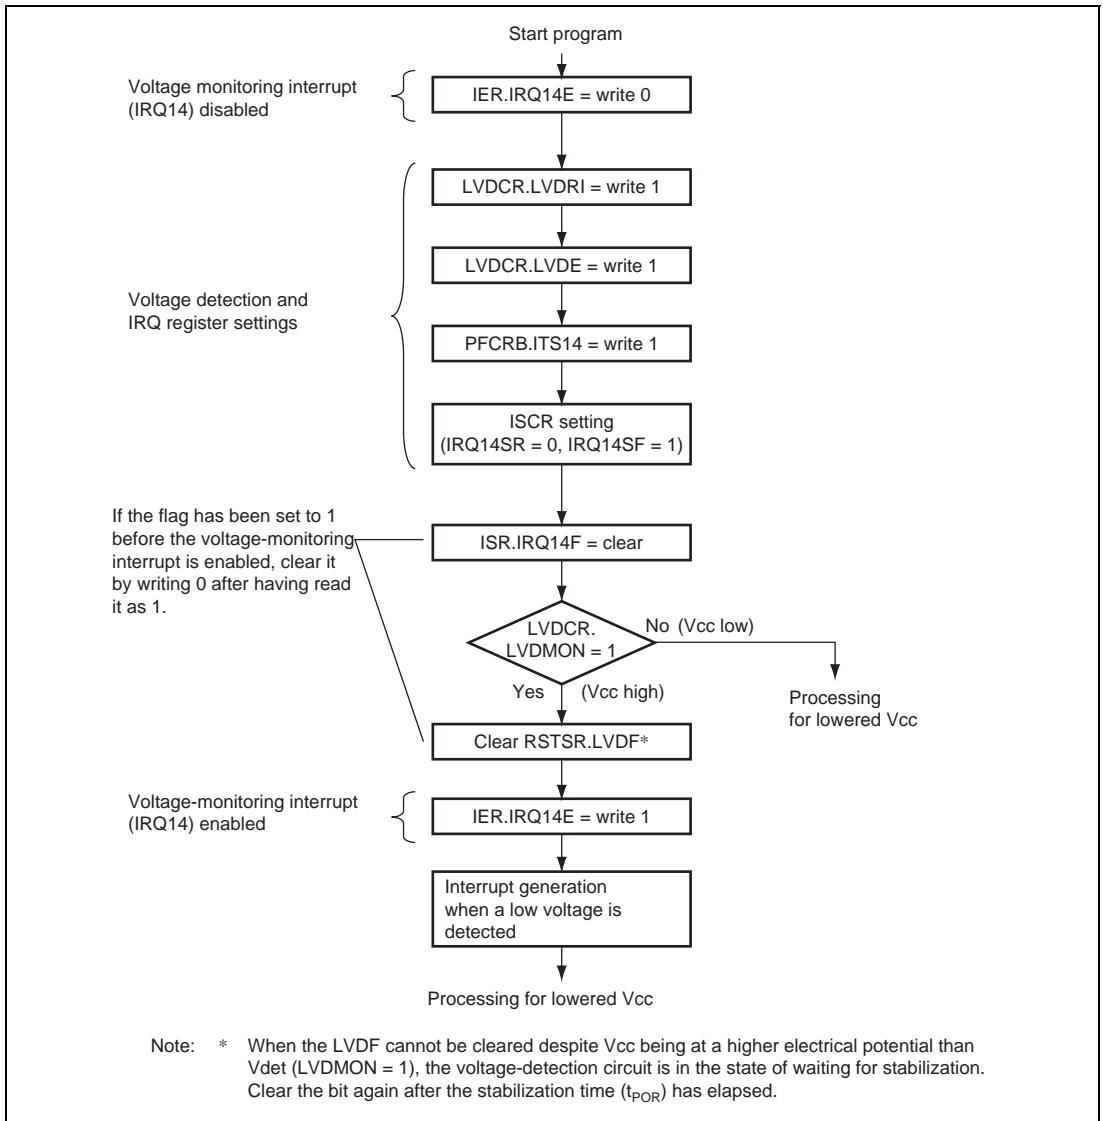 Start program
Voltage monitoring interrupt
(IRQ14) disabled
IER.IRQ14E = write 0
LVDCR.LVDRI = write 1
LVDCR.LVDE = write 1
Voltage detection and
IRQ register settings
PFCRB.ITS14 = write 1
ISCR setting
(IRQ14SR = 0, IRQ14SF = 1)
If the flag has been set to 1
before the voltage-monitoring
interrupt is enabled, clear it
by writing 0 after having read
it as 1.
ISR.IRQ14F = clear
LVDCR.
LVDMON = 1
No (Vcc low)
Yes (Vcc high)
Processing
for lowered Vcc
Clear RSTSR.LVDF*
Voltage-monitoring interrupt
(IRQ14) enabled
IER.IRQ14E = write 1
Interrupt generation
when a low voltage is
detected
Processing for lowered Vcc
Note: * When the LVDF cannot be cleared despite Vcc being at a higher electrical potential than
Vdet (LVDMON = 1), the voltage-detection circuit is in the state of waiting for stabilization.
Clear the bit again after the stabilization time (tPOR) has elapsed.